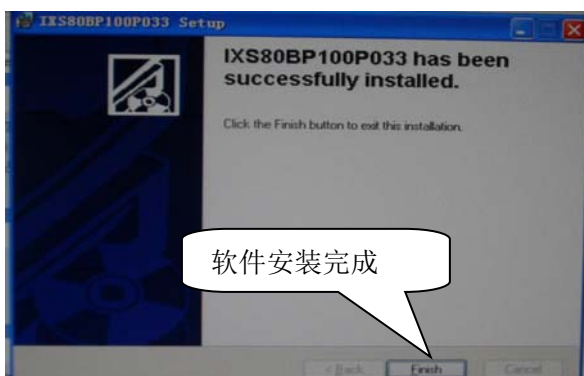 IXS80BP100P033 Setup
IXS80BP100P033 has been
successfully installed.
Click the Finish button to exit this installation.
软件安装完成
< Back
Finish
Cancel